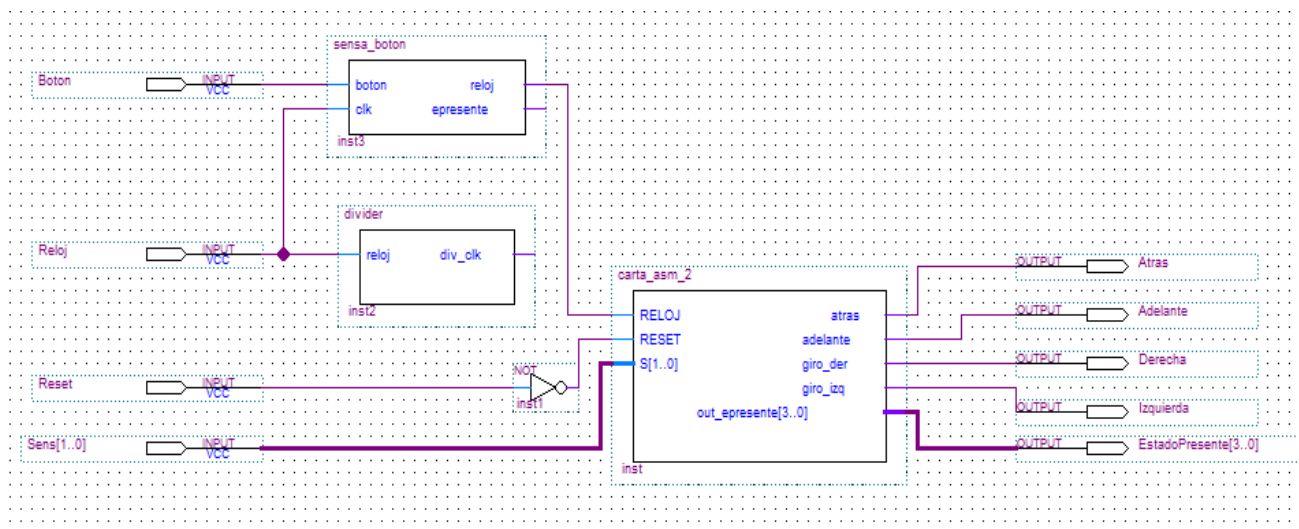 sensa_boton
Boton
INPUT
VCC
boton
reloj
clk
epresente
inst3
divider
Reloj
INPUT
VCC
reloj
div_clk
inst2
carta_asm_2
RELOJ
atras
OUTPUT
Atras
RESET
adelante
OUTPUT
Adelante
S[1..0]
giro_der
OUTPUT
Derecha
Reset
INPUT
VCC
NOT
inst1
giro_izq
OUTPUT
Izquierda
out_epresente[3..0]
Sens[1..0]
INPUT
VCC
OUTPUT
EstadoPresente[3..0]
inst